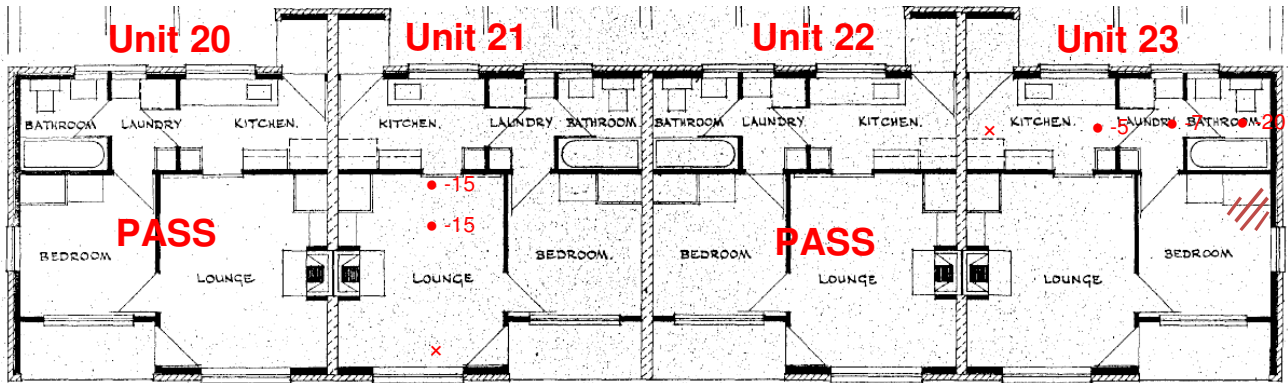 Unit 20
Unit 21
Unit 22
Unit 23
BATHROOM LAUNDRY KITCHEN.
KITCHEN. LAUNDRY BATHROOM
BATHROOM LAUNDRY KITCHEN.
× KITCHEN. -5 LAUNDRY -7 BATHROOM -20
PASS
-15
-15
PASS
BEDROOM LOUNGE
LOUNGE BEDROOM.
BEDROOM LOUNGE
LOUNGE BEDROOM
×